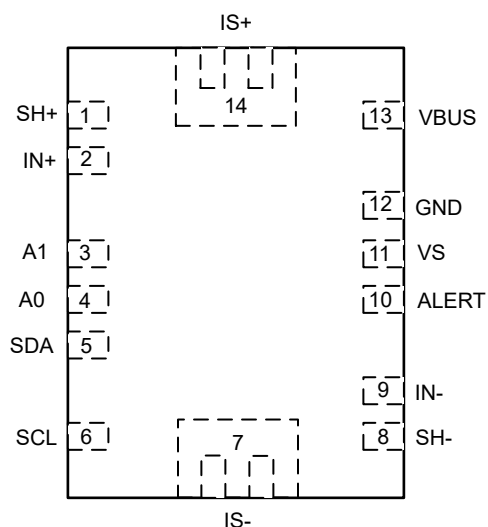 IS+
14
SH+ 1
13 VBUS
IN+ 2
12 GND
A1 3
11 VS
A0 4
10 ALERT
SDA 5
9 IN-
SCL 6
7
8 SH-
IS-